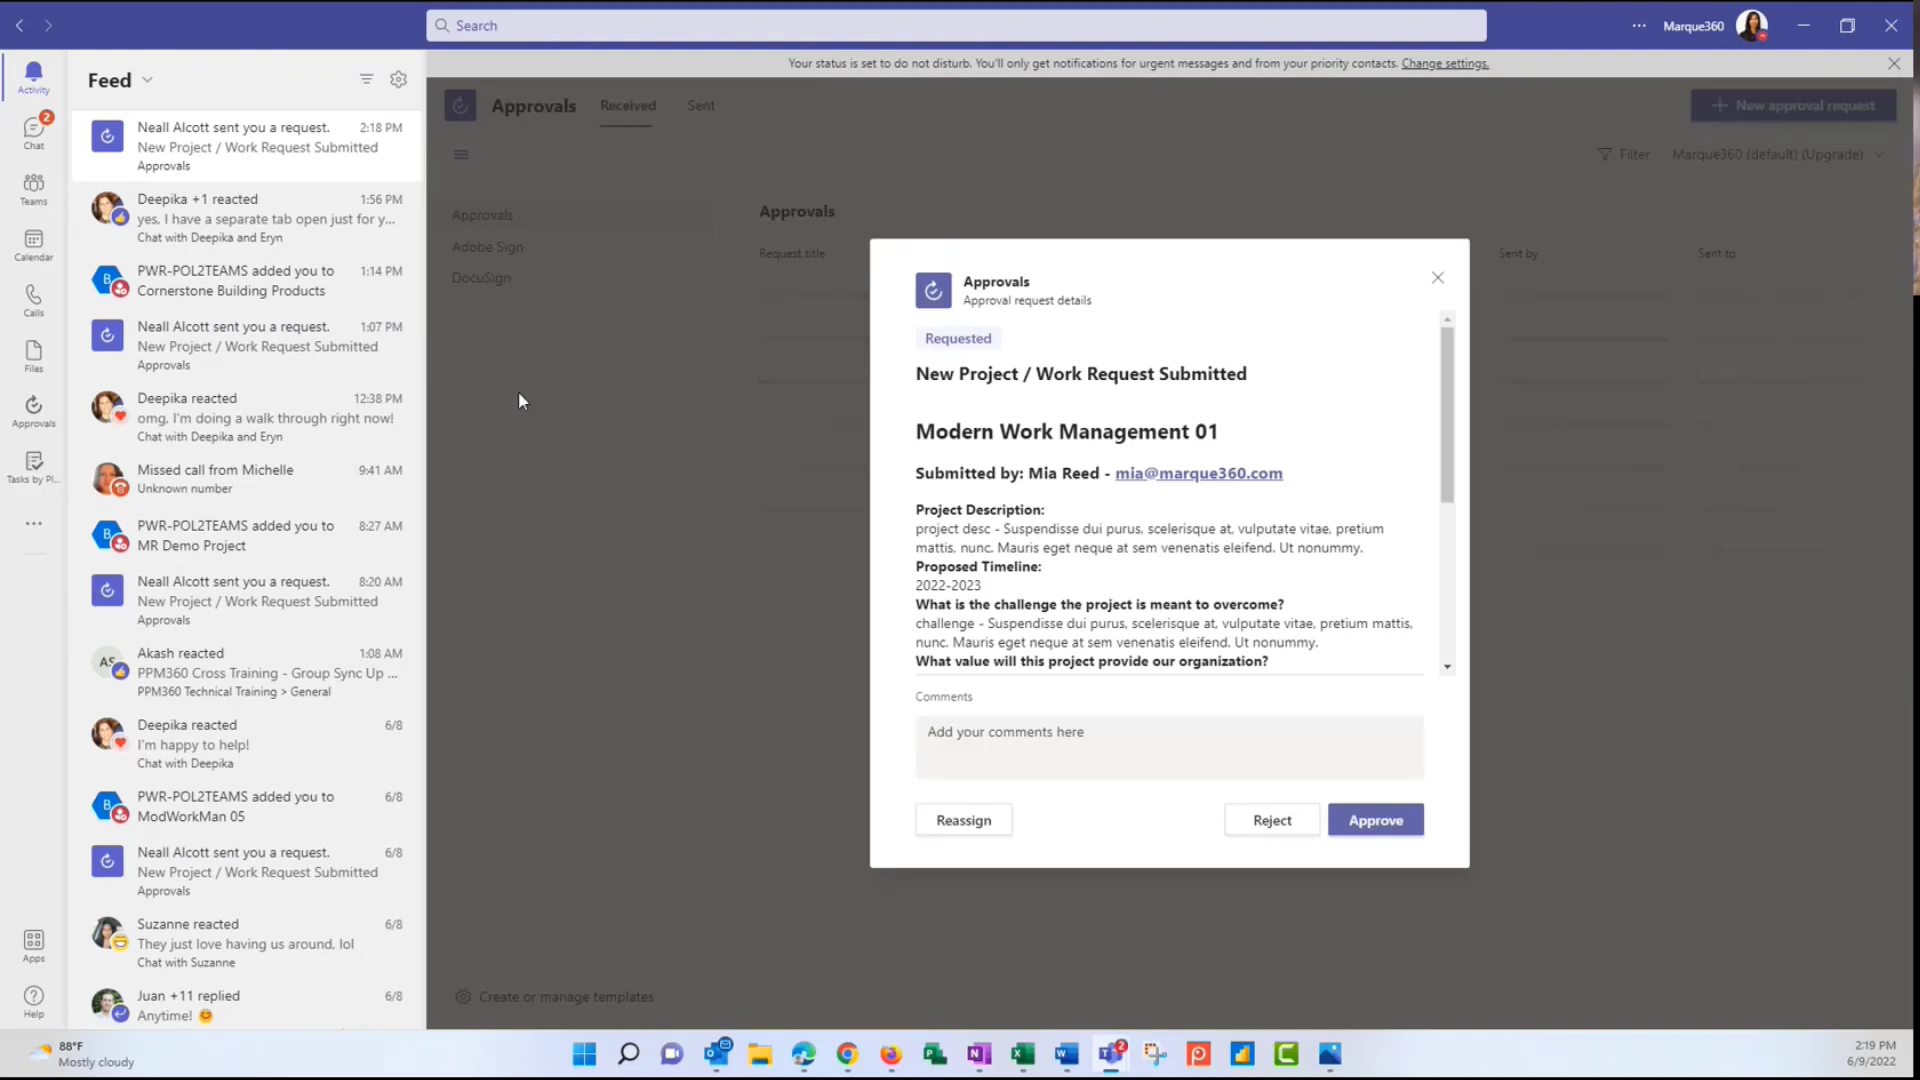 Search
Marque360
Your status is set to do not disturb. You'll only get notifications for urgent messages and from your priority contacts. Change settings.
Activity
Chat
2
Teams
Calendar
Calls
Files
Approvals
Tasks by Pl...
Apps
Help
Feed
Neall Alcott sent you a request. 2:18 PM
New Project / Work Request Submitted
Approvals
Deepika +1 reacted 1:56 PM
yes, I have a separate tab open just for y...
Chat with Deepika and Eryn
PWR-POL2TEAMS added you to 1:14 PM
Cornerstone Building Products
Neall Alcott sent you a request. 1:07 PM
New Project / Work Request Submitted
Approvals
Deepika reacted 12:38 PM
omg, I'm doing a walk through right now!
Chat with Deepika and Eryn
Missed call from Michelle 9:41 AM
Unknown number
PWR-POL2TEAMS added you to 8:27 AM
MR Demo Project
Neall Alcott sent you a request. 8:20 AM
New Project / Work Request Submitted
Approvals
AS
Akash reacted 1:08 AM
PPM360 Cross Training - Group Sync Up ...
PPM360 Technical Training > General
Deepika reacted 6/8
I'm happy to help!
Chat with Deepika
PWR-POL2TEAMS added you to 6/8
ModWorkMan 05
Neall Alcott sent you a request. 6/8
New Project / Work Request Submitted
Approvals
Suzanne reacted 6/8
They just love having us around, lol
Chat with Suzanne
Juan +11 replied 6/8
Anytime!
Approvals Received Sent
+ New approval request
Filter Marque360 (default) (Upgrade)
Approvals
Adobe Sign
DocuSign
Approvals
Request title Sent by Sent to
Create or manage templates
Approvals
Approval request details
Requested
New Project / Work Request Submitted
Modern Work Management 01
Submitted by: Mia Reed - mia@marque360.com
Project Description:
project desc - Suspendisse dui purus, scelerisque at, vulputate vitae, pretium
mattis, nunc. Mauris eget neque at sem venenatis eleifend. Ut nonummy.
Proposed Timeline:
2022-2023
What is the challenge the project is meant to overcome?
challenge - Suspendisse dui purus, scelerisque at, vulputate vitae, pretium mattis,
nunc. Mauris eget neque at sem venenatis eleifend. Ut nonummy.
What value will this project provide our organization?
Comments
Add your comments here
Reassign Reject Approve
88°F
Mostly cloudy
2:19 PM
6/9/2022